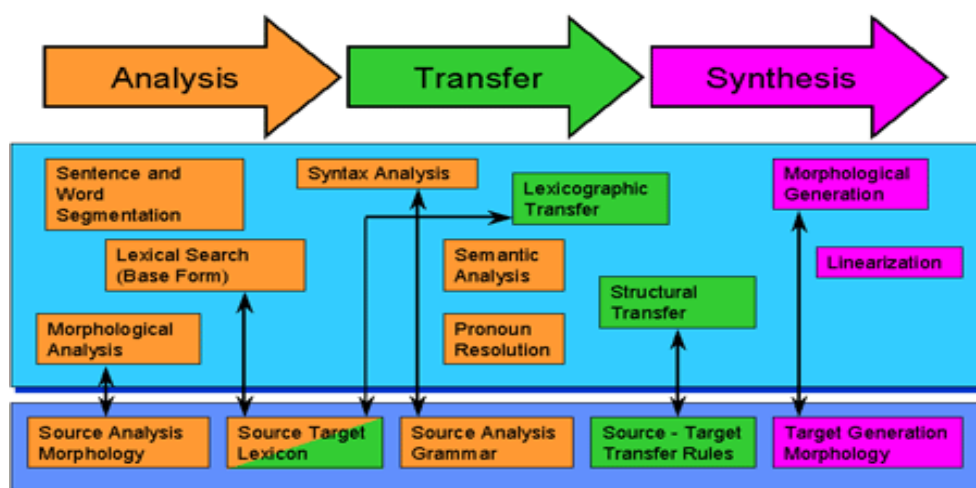 Analysis
Transfer
Synthesis
Sentence and
Word
Segmentation
Syntax Analysis
Lexicographic
Transfer
Morphological
Generation
Lexical Search
(Base Form)
Semantic
Analysis
Linearization
Structural
Transfer
Morphological
Analysis
Pronoun
Resolution
Source Analysis
Morphology
Source Target
Lexicon
Source Analysis
Grammar
Source - Target
Transfer Rules
Target Generation
Morphology